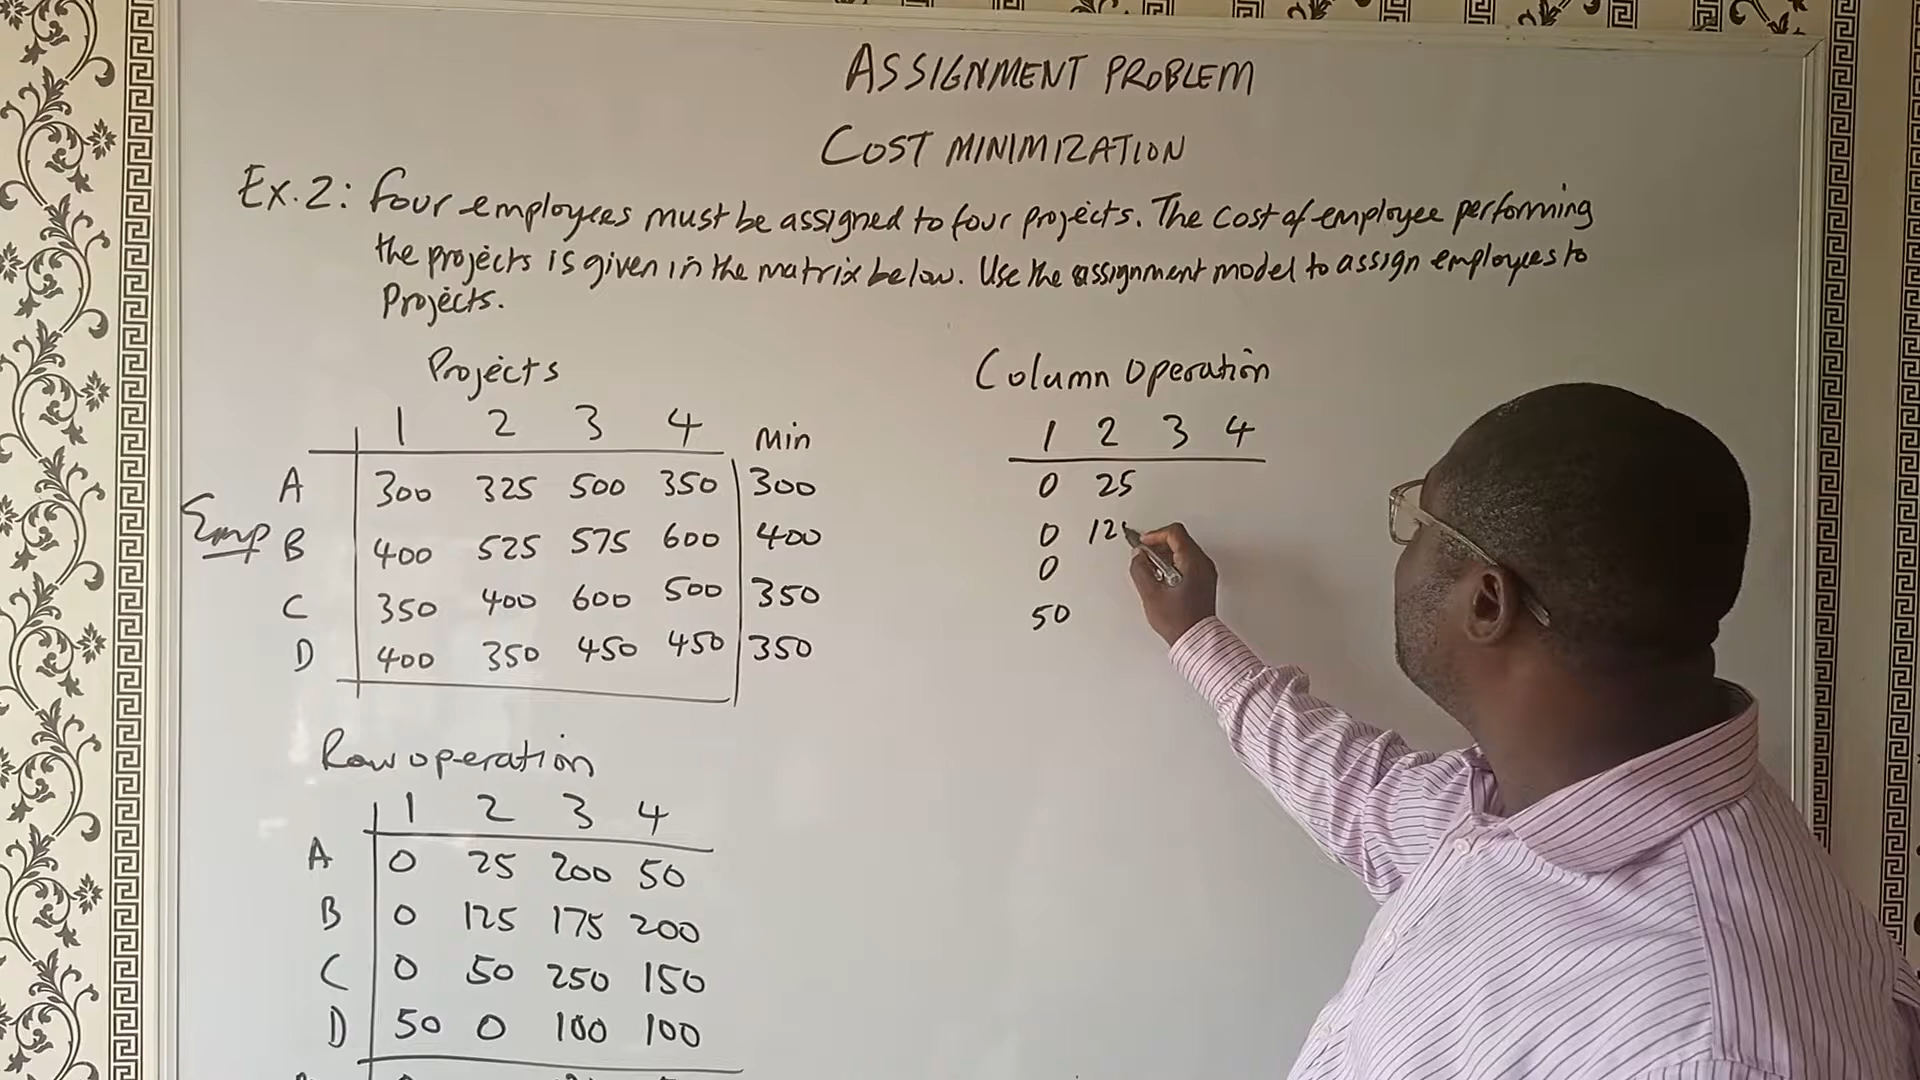 ASSIGNMENT PROBLEM
COST MINIMIZATION
Ex.2: Four employees must be assigned to four projects. The cost of employee performing
the projects is given in the matrix below. Use the assignment model to assign employees to
Projects.
Projects
1 2 3 4 Min
A 300 325 500 350 300
Emp B 400 525 575 600 400
C 350 400 600 500 350
D 400 350 450 450 350
Row operation
1 2 3 4
A 0 25 200 50
B 0 125 175 200
C 0 50 250 150
D 50 0 100 100
Column Operation
1 2 3 4
0 25
0 12
0
50